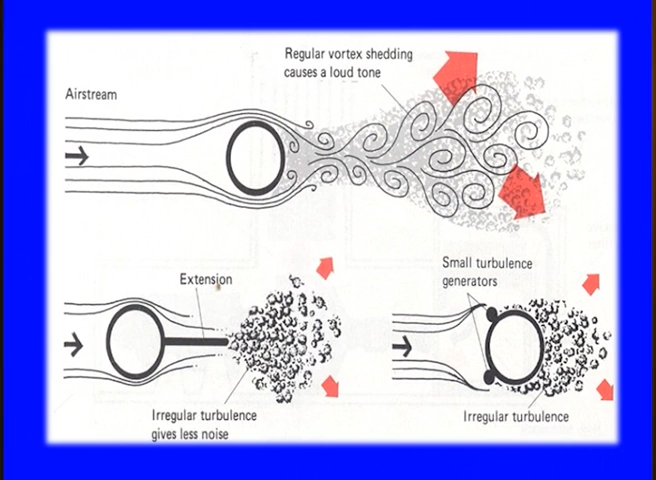 Regular vortex shedding
causes a loud tone
Airstream
Small turbulence
generators
Extension
Irregular turbulence
gives less noise
Irregular turbulence